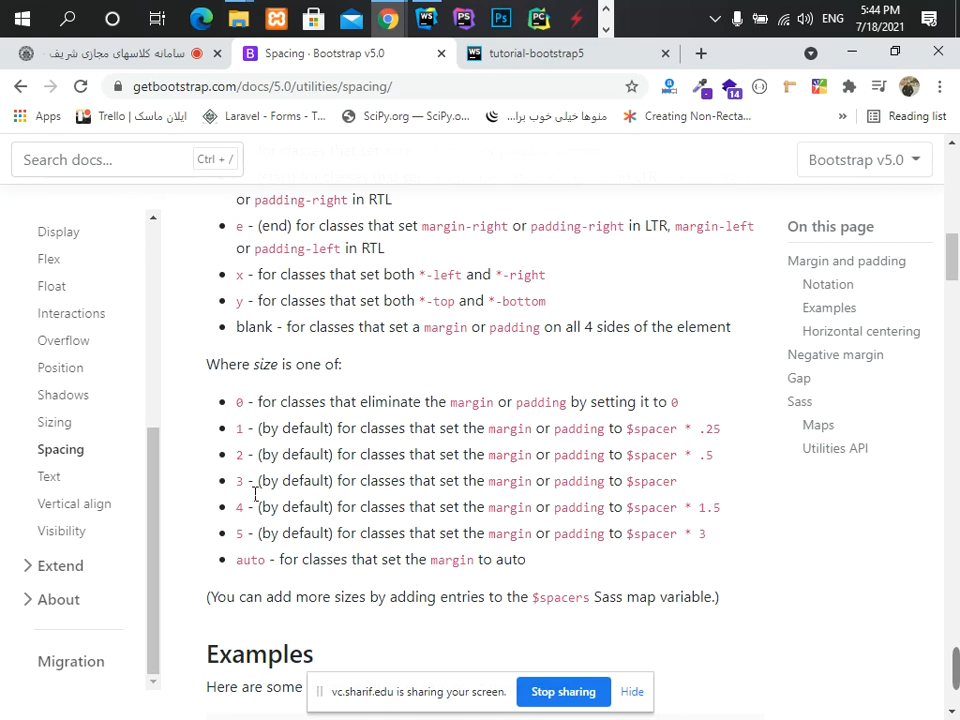 5:44 PM
ENG
7/18/2021
سامانه کلاسهای مجازی شریف
Spacing · Bootstrap v5.0
tutorial-bootstrap5
getbootstrap.com/docs/5.0/utilities/spacing/
14
Apps
ایلان ماسک | Trello
Laravel - Forms - T...
SciPy.org — SciPy.o...
منوها خیلی خوب برا...
Creating Non-Recta...
Reading list
Search docs...
Ctrl + /
Bootstrap v5.0
or padding-right in RTL
e - (end) for classes that set margin-right or padding-right in LTR, margin-left
or padding-left in RTL
x - for classes that set both *-left and *-right
y - for classes that set both *-top and *-bottom
blank - for classes that set a margin or padding on all 4 sides of the element
Where size is one of:
0 - for classes that eliminate the margin or padding by setting it to 0
1 - (by default) for classes that set the margin or padding to $spacer * .25
2 - (by default) for classes that set the margin or padding to $spacer * .5
3 - (by default) for classes that set the margin or padding to $spacer
4 - (by default) for classes that set the margin or padding to $spacer * 1.5
5 - (by default) for classes that set the margin or padding to $spacer * 3
auto - for classes that set the margin to auto
(You can add more sizes by adding entries to the $spacers Sass map variable.)
Examples
Here are some
Display
Flex
Float
Interactions
Overflow
Position
Shadows
Sizing
Spacing
Text
Vertical align
Visibility
Extend
About
Migration
On this page
Margin and padding
Notation
Examples
Horizontal centering
Negative margin
Gap
Sass
Maps
Utilities API
vc.sharif.edu is sharing your screen.
Stop sharing
Hide